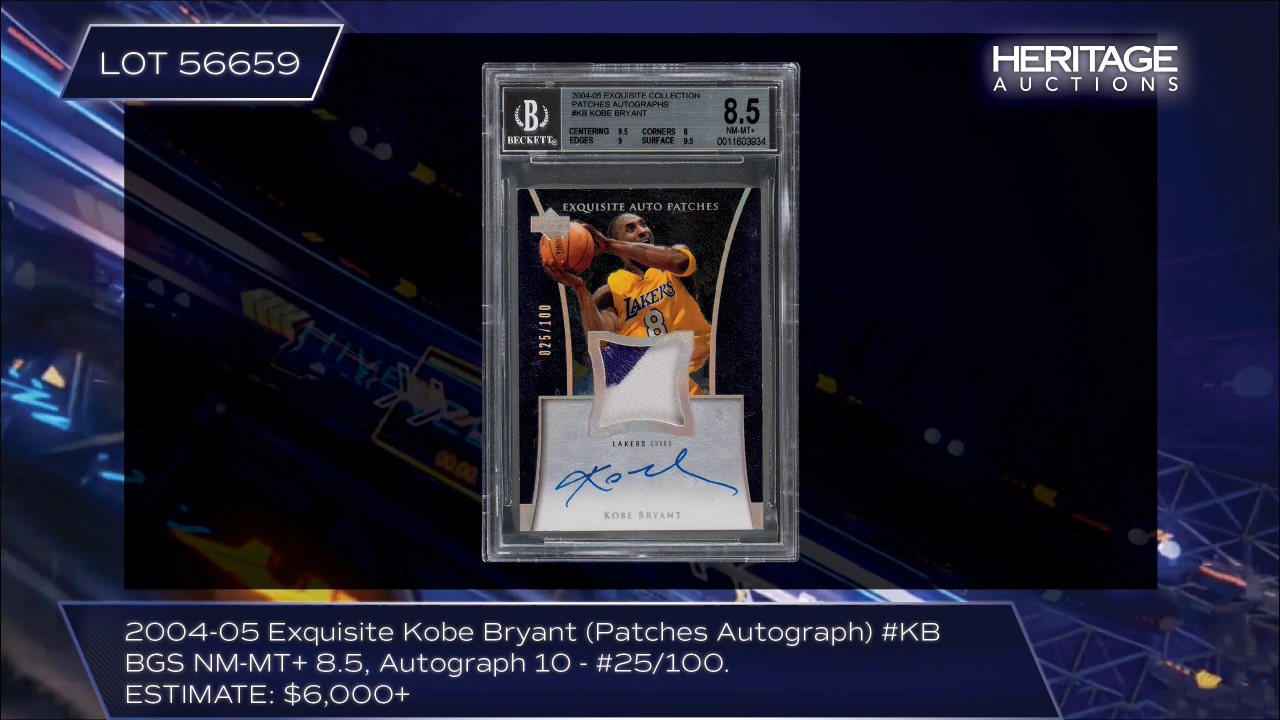 LOT 56659
HERITAGE
AUCTIONS
B
BECKETT
2004-05 EXQUISITE COLLECTION
PATCHES AUTOGRAPHS
#KB KOBE BRYANT
CENTERING 9.5 CORNERS 8
EDGES 9 SURFACE 9.5
8.5
NM-MT+
0011603934
EXQUISITE AUTO PATCHES
LAKERS
8
025/100
LAKERS GUARD
Kobe Bryant
2004-05 Exquisite Kobe Bryant (Patches Autograph) #KB
BGS NM-MT+ 8.5, Autograph 10 - #25/100.
ESTIMATE: $6,000+